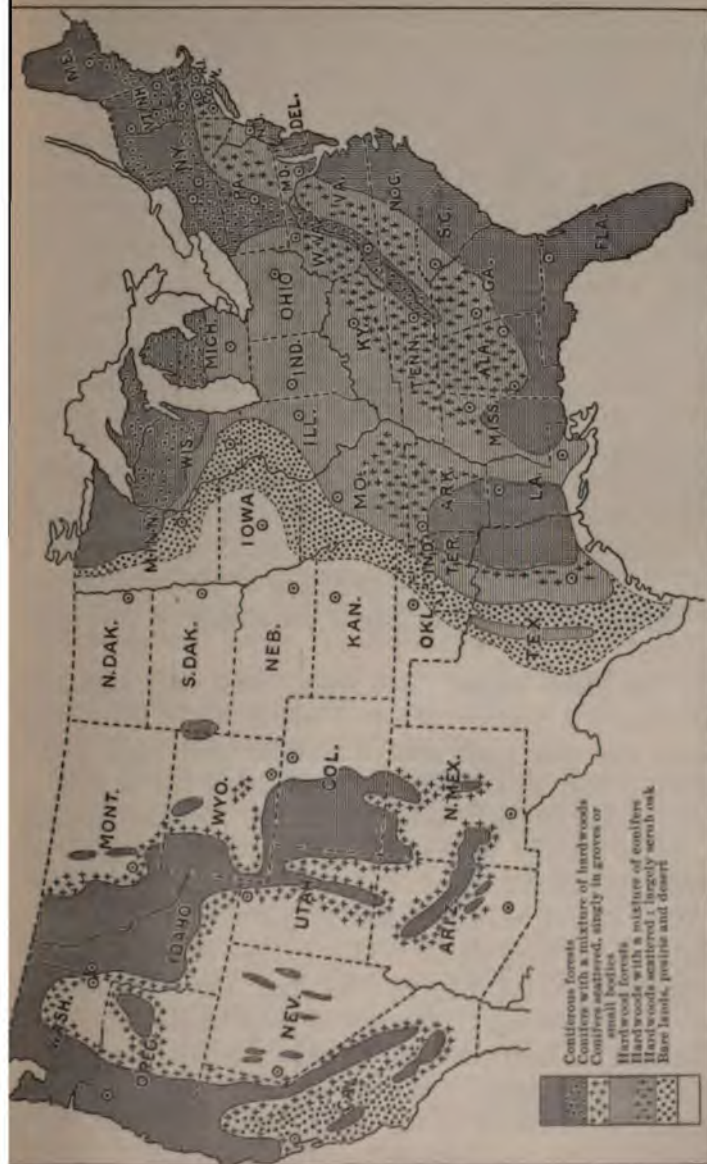 WASH.
OREG.
CAL.
NEV.
IDAHO
MONT.
WYO.
UTAH
COL.
ARIZ.
N.MEX.
N.DAK.
S.DAK.
NEB.
KAN.
OKL.
IND.
TER.
TEX.
MINN.
IOWA
MO.
ARK.
LA.
WIS.
ILL.
MICH.
IND.
OHIO
KY.
TENN.
MISS.
ALA.
GA.
FLA.
S.C.
N.C.
VA.
W.VA.
MD.
DEL.
PA.
N.Y.
VT.
N.H.
ME.
Coniferous forests
Conifers with a mixture of hardwoods
Conifers scattered, singly in groves or
small bodies
Hardwood forests
Hardwoods with a mixture of conifers
Hardwoods scattered : largely scrub oak
Bare lands, prairie and desert